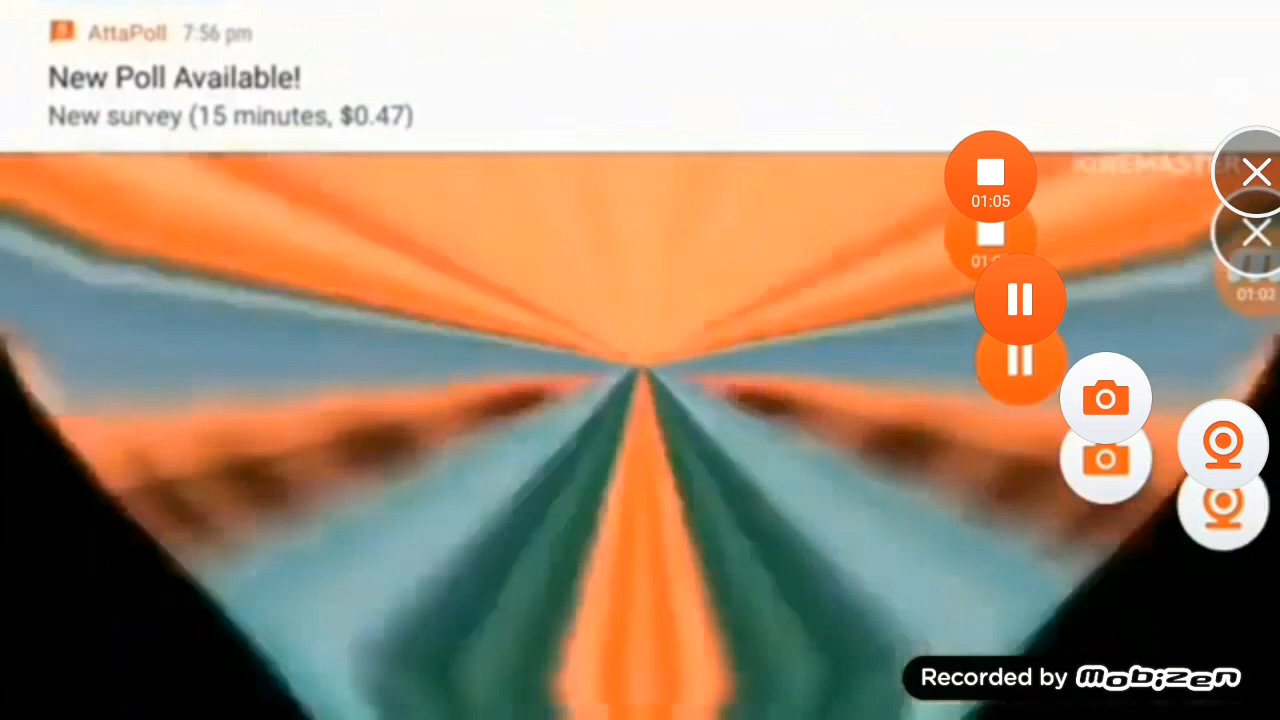 AttaPoll 7:56 pm
New Poll Available!
New survey (15 minutes, $0.47)
KINEMASTER
01:05
01:02
Recorded by mobizen